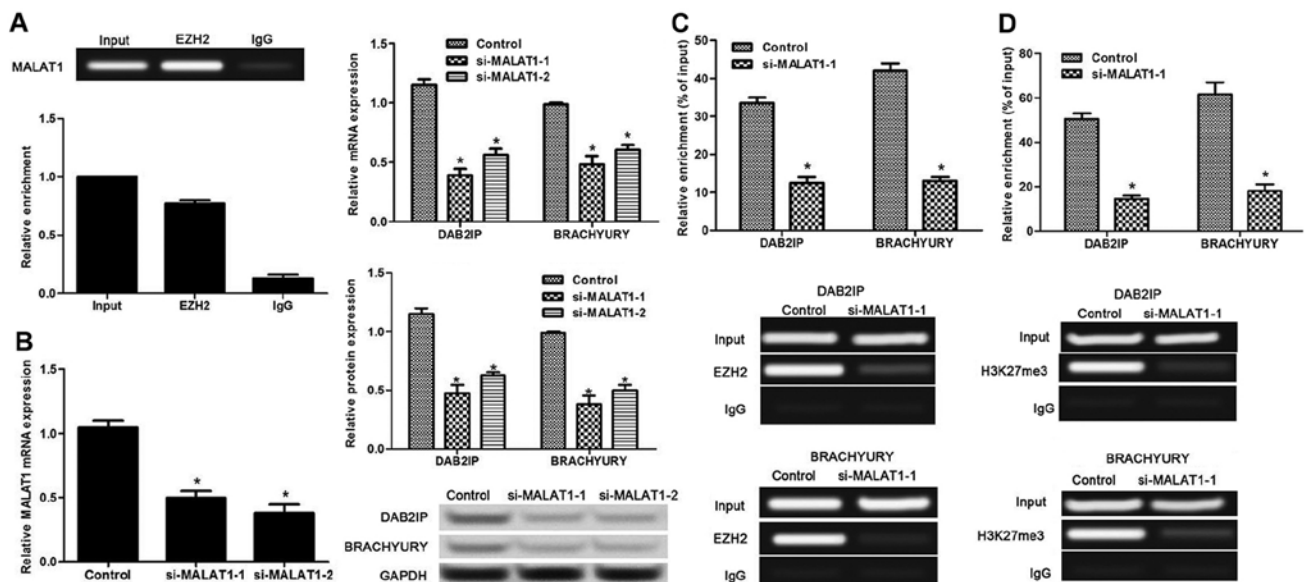 A
Input EZH2 IgG
MALAT1
Relative enrichment
1.5
1.0
0.5
0.0
Input EZH2 IgG
B
Relative MALAT1 mRNA expression
1.5
1.0
0.5
0.0
* *
Control si-MALAT1-1 si-MALAT1-2
Relative mRNA expression
1.5
1.0
0.5
0.0
Control
si-MALAT1-1
si-MALAT1-2
* * * *
DAB2IP BRACHYURY
Relative protein expression
1.5
1.0
0.5
0.0
Control
si-MALAT1-1
si-MALAT1-2
* * * *
DAB2IP BRACHYURY
Control si-MALAT1-1 si-MALAT1-2
DAB2IP
BRACHYURY
GAPDH
C
Relative enrichment (% of input)
50
40
30
20
10
0
Control
si-MALAT1-1
* *
DAB2IP BRACHYURY
DAB2IP
Control si-MALAT1-1
Input
EZH2
IgG
BRACHYURY
Control si-MALAT1-1
Input
EZH2
IgG
D
Relative enrichment (% of input)
80
60
40
20
0
Control
si-MALAT1-1
* *
DAB2IP BRACHYURY
DAB2IP
Control si-MALAT1-1
Input
H3K27me3
IgG
BRACHYURY
Control si-MALAT1-1
Input
H3K27me3
IgG